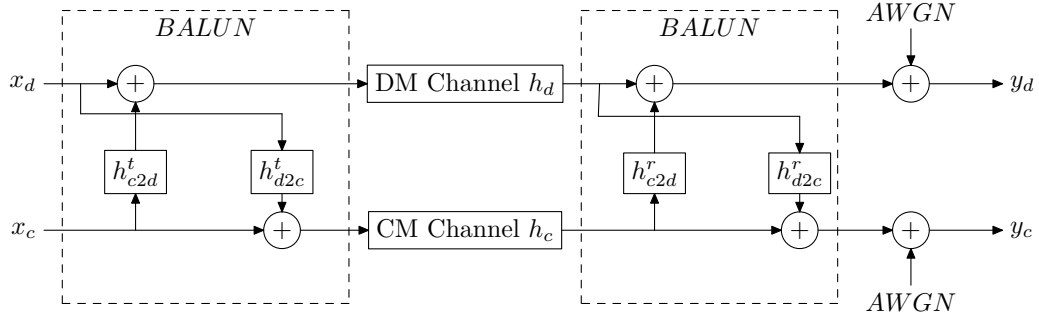 AWGN
BALUN
BALUN
x_d
+
DM Channel h_d
+
+
y_d
h^t_{c2d}
h^t_{d2c}
h^r_{c2d}
h^r_{d2c}
x_c
+
CM Channel h_c
+
+
y_c
AWGN